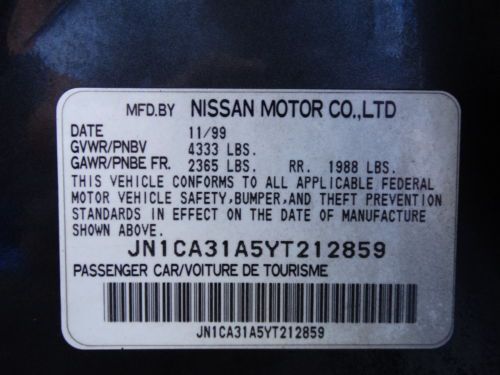 MFD.BY NISSAN MOTOR CO.,LTD
DATE 11/99
GVWR/PNBV 4333 LBS.
GAWR/PNBE FR. 2365 LBS. RR. 1988 LBS.
THIS VEHICLE CONFORMS TO ALL APPLICABLE FEDERAL
MOTOR VEHICLE SAFETY,BUMPER,AND THEFT PREVENTION
STANDARDS IN EFFECT ON THE DATE OF MANUFACTURE
SHOWN ABOVE.
JN1CA31A5YT212859
PASSENGER CAR/VOITURE DE TOURISME
JN1CA31A5YT212859